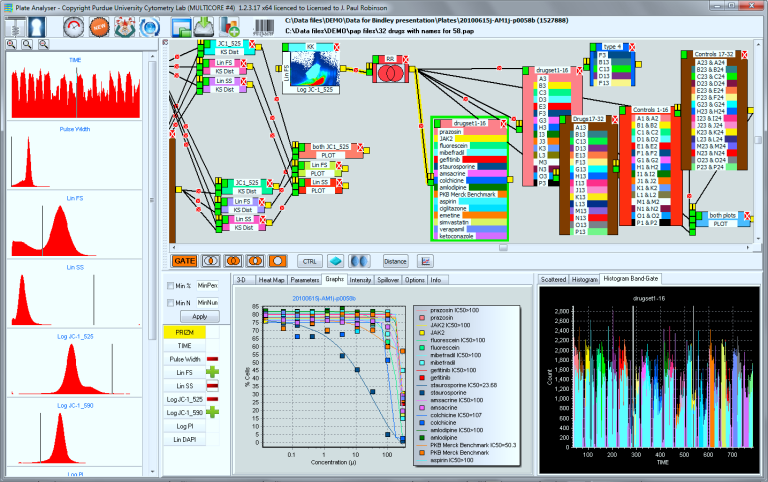 Plate Analyser - Copyright Purdue University Cytometry Lab (MULTICORE #4) 1.2.3.17 x64 licenced to Licensed to J. Paul Robinson
C:\Data files\DEMO\Data for Bindley presentation\Plates\20100615j-AM1j-p0058b (1527888)
C:\Data files\DEMO\pap files\32 drugs with names for 58.pap
TIME
Pulse Width
Lin FS
Lin SS
Log JC-1_525
Log JC-1_590
Log PI
JC1_525
KS Dist
Lin FS
KS Dist
Lin SS
KS Dist
KK
Lin FS
Log JC-1_525
RR
both JC1_525
PLOT
Lin FS
PLOT
Lin SS
PLOT
JC1_525
KS Dist
Lin FS
KS Dist
Lin SS
KS Dist
drugset1-16
prazosin
JAK2
fluorescein
mibefradil
gefitinib
staurosporine
amsacrine
colchicine
amlodipine
PKB Merck Benchmark
aspirin
oglitazone
emetine
simvastatin
verapamil
ketoconazole
drugset1-16
A3
B3
C3
D3
E3
F3
G3
H3
I3
J3
K3
L3
M3
N3
O3
P3
type 4
F13
B13
C13
D13
P13
Drugs17-32
A13
B13
C13
D13
E13
F13
G13
H13
I13
J13
K13
L13
M13
N13
O13
P13
Controls 1-16
A1 & A2
B1 & B2
C1 & C2
D1 & D2
E1 & E2
F1 & F2
G1 & G2
H1 & H2
I1 & I2
J1 & J2
K1 & K2
L1 & L2
M1 & M2
N1 & N2
O1 & O2
P1 & P2
Controls 17-32
A23 & A24
B23 & B24
C23 & C24
D23 & D24
E23 & E24
F23 & F24
G23 & G24
H23 & H24
I23 & I24
J23 & J24
K23 & K24
L23 & L24
M23 & M24
N23 & N24
O23 & O24
P23 & P24
both plots
PLOT
GATE
CTRL
Distance
Min %
MinPer
Min N
MinNum
Apply
PRIZM
TIME
Pulse Width
Lin FS
Lin SS
Log JC-1_525
Log JC-1_590
Log PI
Lin DAPI
3-D
Heat Map
Parameters
Graphs
Intensity
Spillover
Options
Info
20100615j-AM1j-p0058b
% Cells
85
80
75
70
65
60
55
50
45
40
35
30
25
20
15
10
5
0
0.1
1
10
100
Concentration (µ)
prazosin IC50=100
prazosin
JAK2 IC50=100
JAK2
fluorescein IC50=100
fluorescein
mibefradil IC50=100
mibefradil
gefitinib IC50=100
gefitinib
staurosporine IC50=23.68
staurosporine
amsacrine IC50=100
amsacrine
colchicine IC50=107
colchicine
amlodipine IC50=100
amlodipine
PKB Merck Benchmark IC50=50.3
PKB Merck Benchmark
aspirin IC50=100
Scattered
Histogram
Histogram Band-Gate
drugset1-16
Count
2,800
2,600
2,400
2,200
2,000
1,800
1,600
1,400
1,200
1,000
800
600
400
200
0
100
200
300
400
500
600
700
TIME